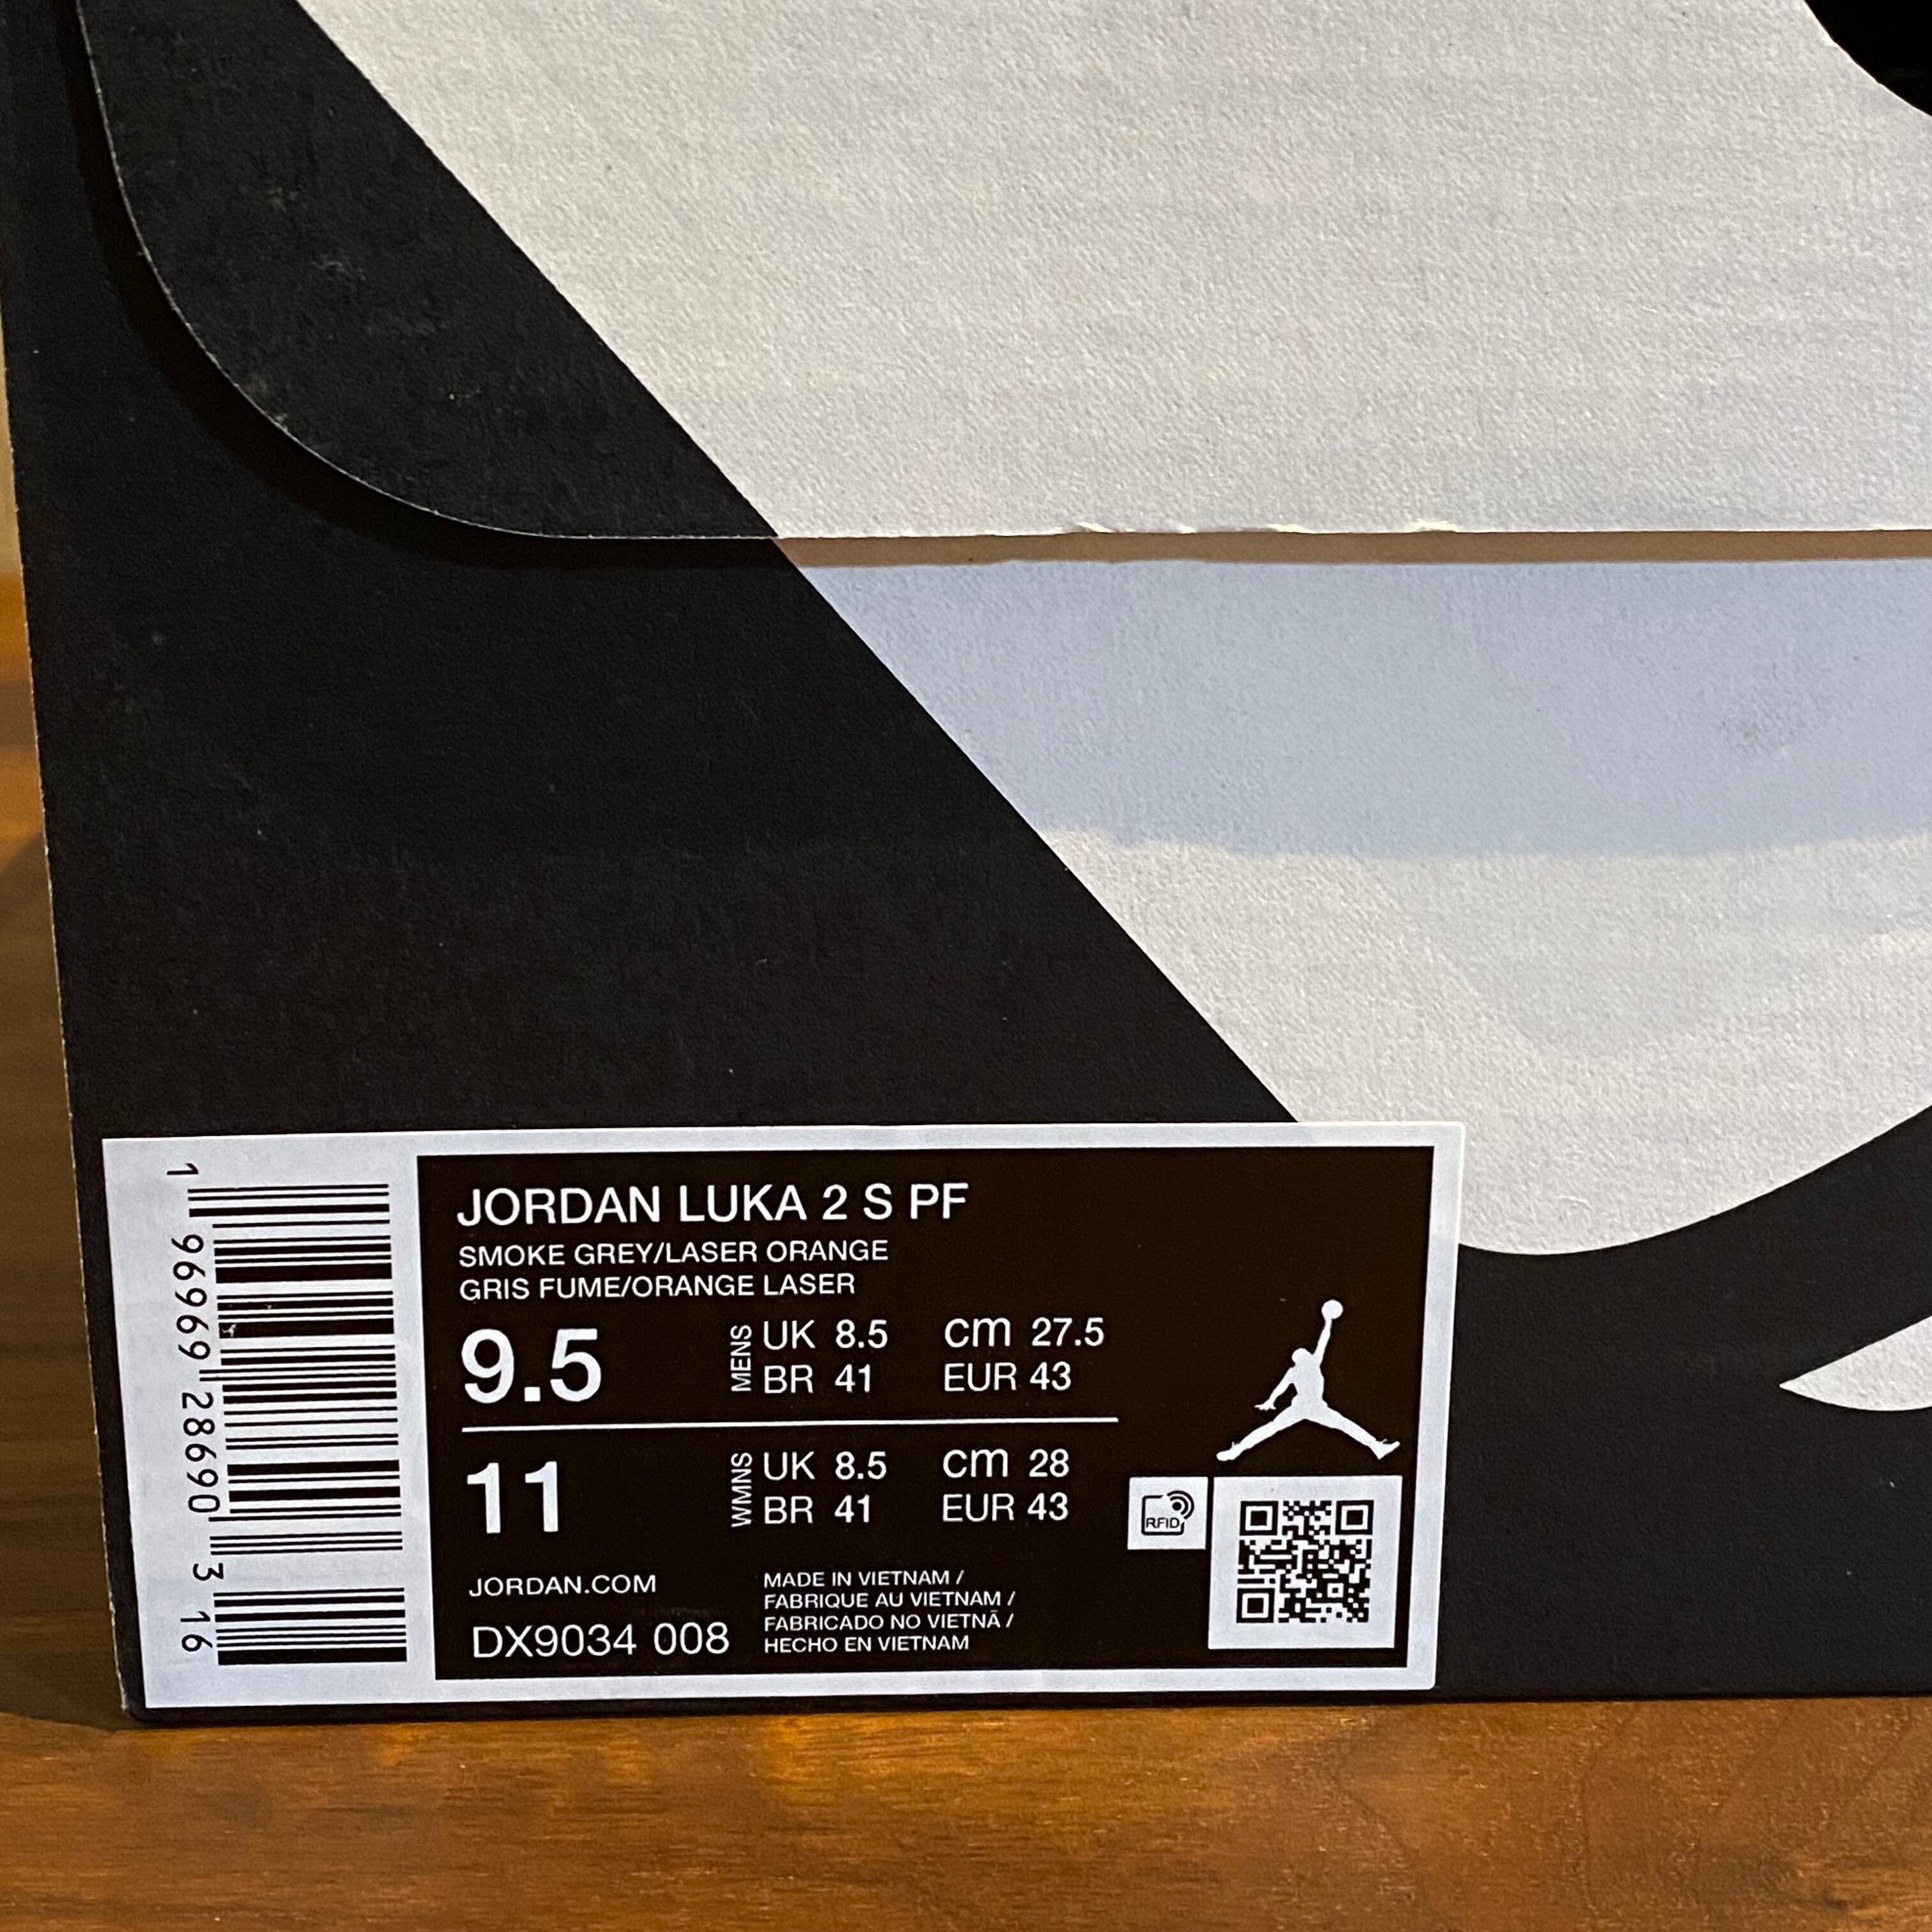 JORDAN LUKA 2 S PF
SMOKE GREY/LASER ORANGE
GRIS FUME/ORANGE LASER
9.5 MENS UK 8.5 cm 27.5
BR 41 EUR 43
11 WMNS UK 8.5 cm 28
BR 41 EUR 43
RFID
JORDAN.COM
DX9034 008
MADE IN VIETNAM /
FABRIQUE AU VIETNAM /
FABRICADO NO VIETNÃ /
HECHO EN VIETNAM
1 96969 28690 3 16